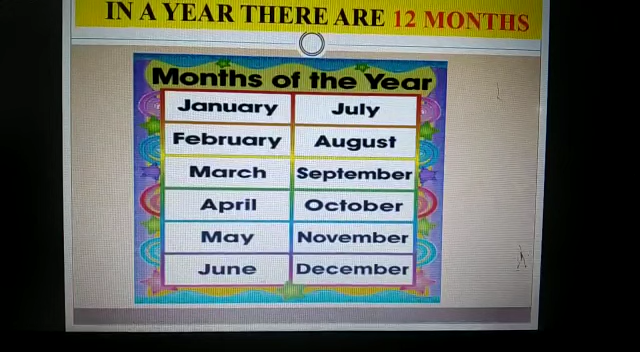 IN A YEAR THERE ARE 12 MONTHS
Months of the Year
January July
February August
March September
April October
May November
June December